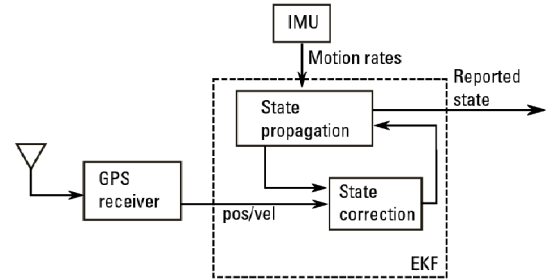 IMU
Motion rates
Reported
state
State
propagation
GPS
receiver
pos/vel
State
correction
EKF